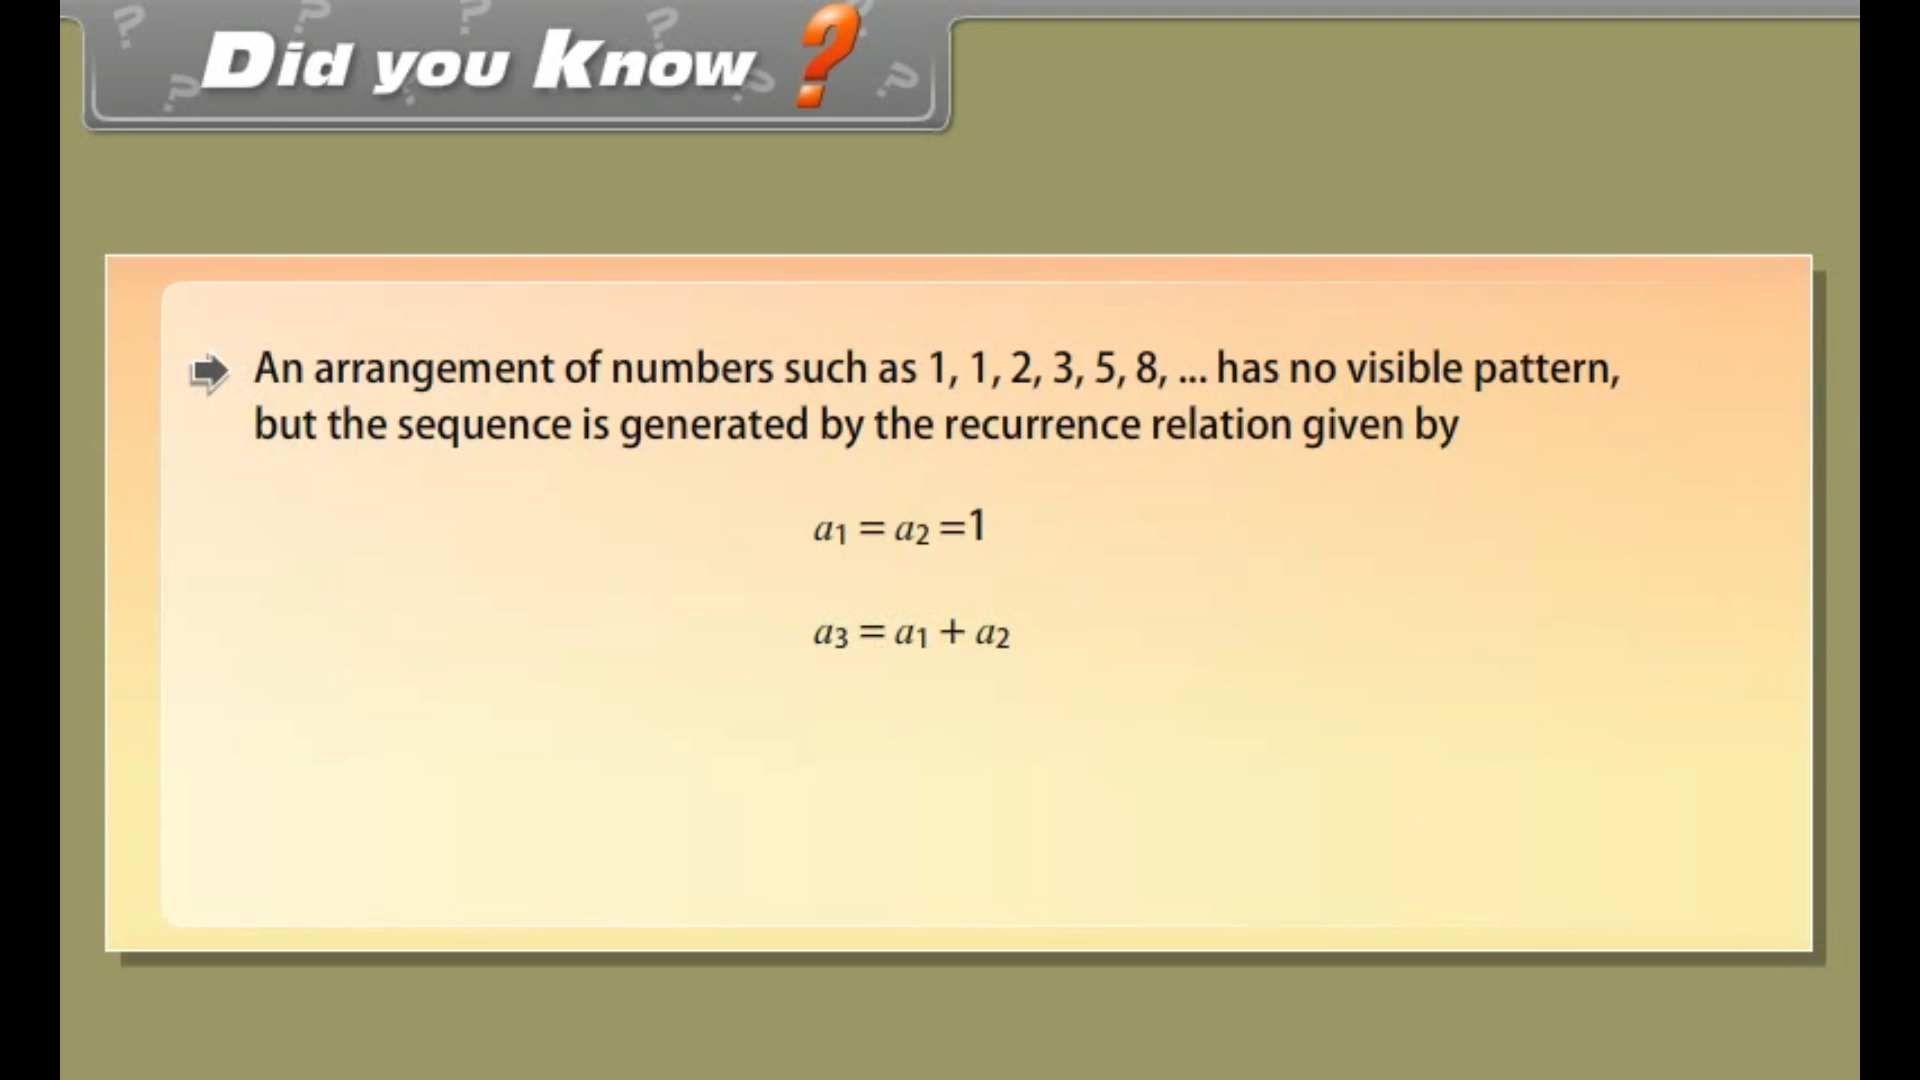 Did you Know ?
An arrangement of numbers such as 1, 1, 2, 3, 5, 8, ... has no visible pattern,
but the sequence is generated by the recurrence relation given by
a₁ = a₂ =1
a₃ = a₁ + a₂